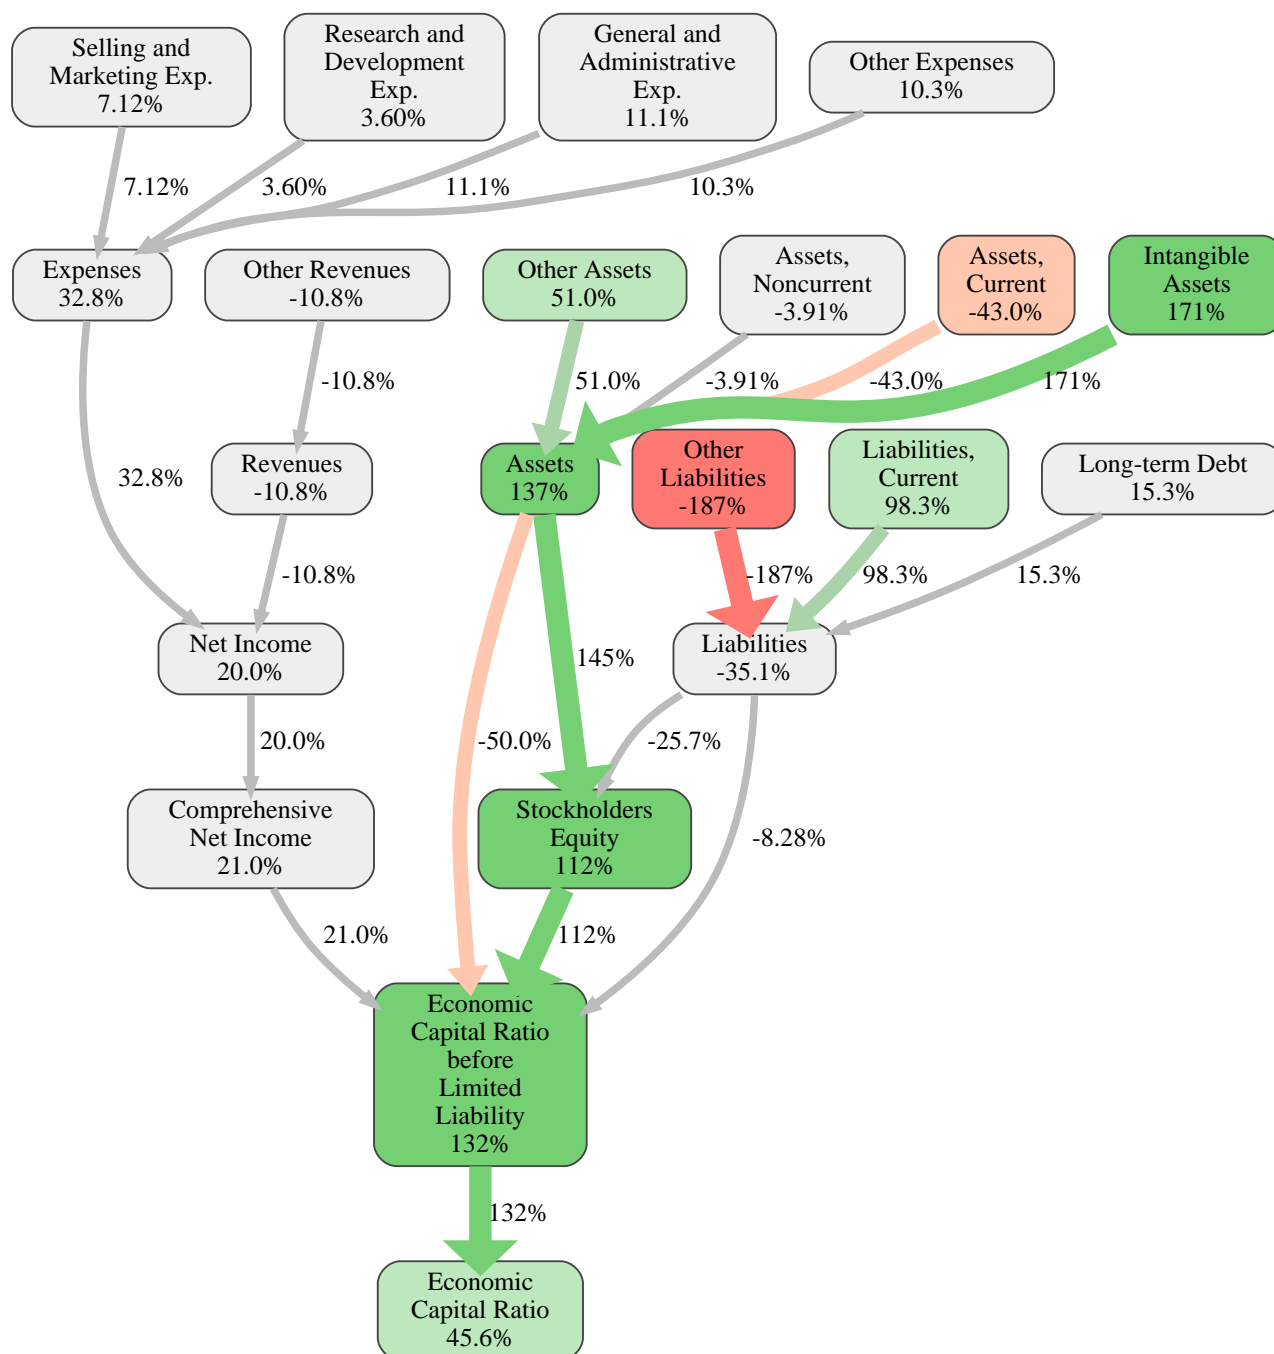 Selling and
Marketing Exp.
7.12%
Research and
Development
Exp.
3.60%
General and
Administrative
Exp.
11.1%
Other Expenses
10.3%
7.12%
3.60%
11.1%
10.3%
Expenses
32.8%
Other Revenues
-10.8%
Other Assets
51.0%
Assets,
Noncurrent
-3.91%
Assets,
Current
-43.0%
Intangible
Assets
171%
-10.8%
51.0%
-3.91%
-43.0%
171%
32.8%
Revenues
-10.8%
Assets
137%
Other
Liabilities
-187%
Liabilities,
Current
98.3%
Long-term Debt
15.3%
-10.8%
-187%
98.3%
15.3%
Net Income
20.0%
145%
Liabilities
-35.1%
20.0%
-50.0%
-25.7%
Comprehensive
Net Income
21.0%
Stockholders
Equity
112%
-8.28%
21.0%
112%
Economic
Capital Ratio
before
Limited
Liability
132%
132%
Economic
Capital Ratio
45.6%